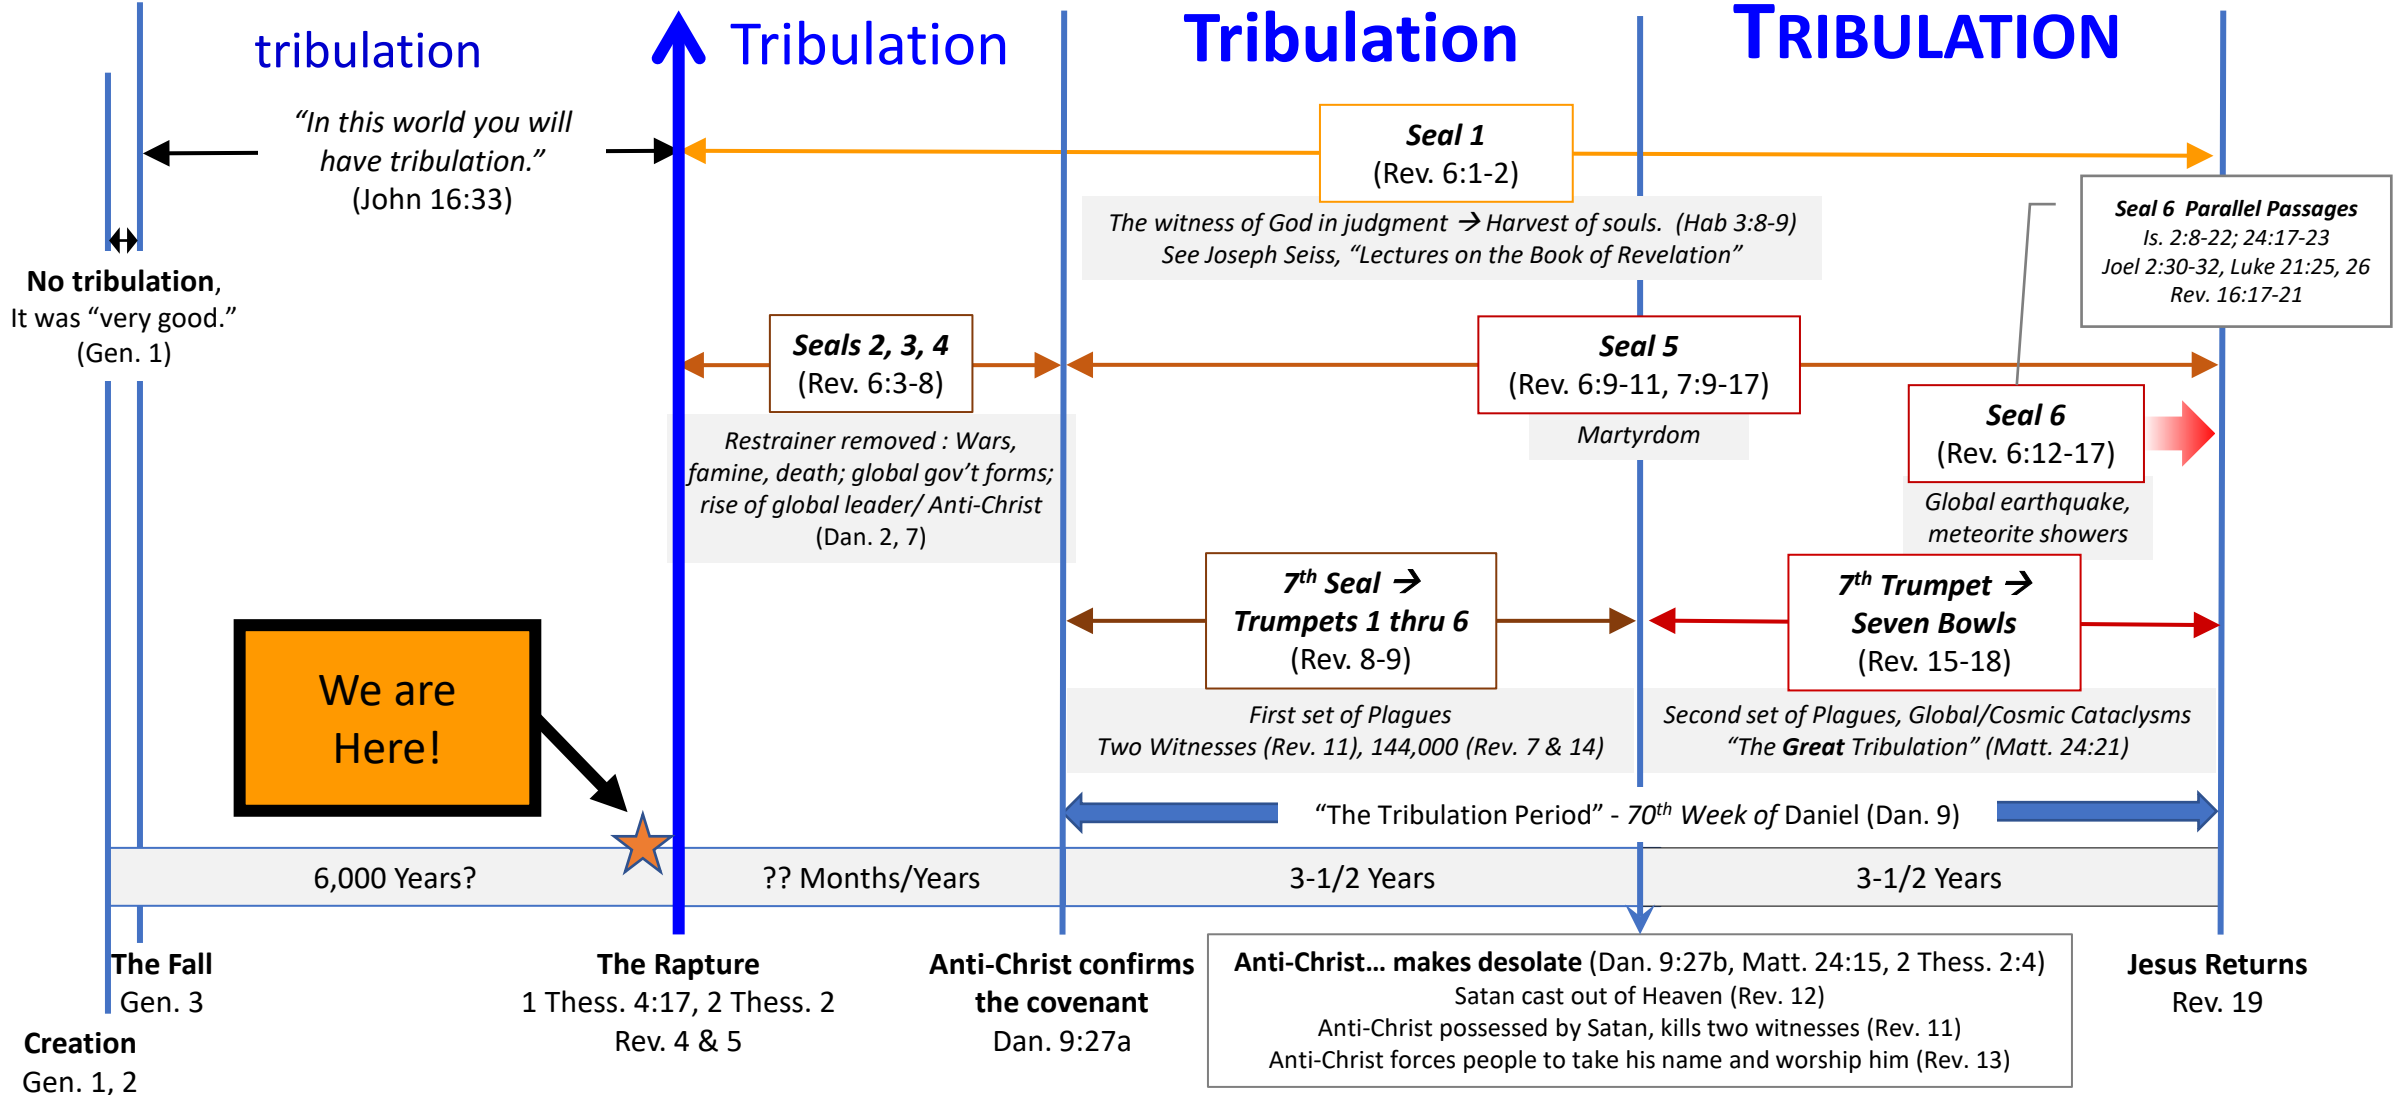 tribulation
Tribulation
Tribulation
TRIBULATION
“In this world you will
have tribulation.”
(John 16:33)
No tribulation,
It was “very good.”
(Gen. 1)
Seal 1
(Rev. 6:1-2)
The witness of God in judgment → Harvest of souls. (Hab 3:8-9)
See Joseph Seiss, “Lectures on the Book of Revelation”
Seal 6 Parallel Passages
Is. 2:8-22; 24:17-23
Joel 2:30-32, Luke 21:25, 26
Rev. 16:17-21
Seals 2, 3, 4
(Rev. 6:3-8)
Restrainer removed : Wars,
famine, death; global gov’t forms;
rise of global leader/ Anti-Christ
(Dan. 2, 7)
Seal 5
(Rev. 6:9-11, 7:9-17)
Martyrdom
Seal 6
(Rev. 6:12-17)
Global earthquake,
meteorite showers
7th Seal →
Trumpets 1 thru 6
(Rev. 8-9)
First set of Plagues
Two Witnesses (Rev. 11), 144,000 (Rev. 7 & 14)
7th Trumpet →
Seven Bowls
(Rev. 15-18)
Second set of Plagues, Global/Cosmic Cataclysms
“The Great Tribulation” (Matt. 24:21)
We are
Here!
“The Tribulation Period” - 70th Week of Daniel (Dan. 9)
6,000 Years?
?? Months/Years
3-1/2 Years
3-1/2 Years
The Fall
Gen. 3
Creation
Gen. 1, 2
The Rapture
1 Thess. 4:17, 2 Thess. 2
Rev. 4 & 5
Anti-Christ confirms
the covenant
Dan. 9:27a
Anti-Christ… makes desolate (Dan. 9:27b, Matt. 24:15, 2 Thess. 2:4)
Satan cast out of Heaven (Rev. 12)
Anti-Christ possessed by Satan, kills two witnesses (Rev. 11)
Anti-Christ forces people to take his name and worship him (Rev. 13)
Jesus Returns
Rev. 19